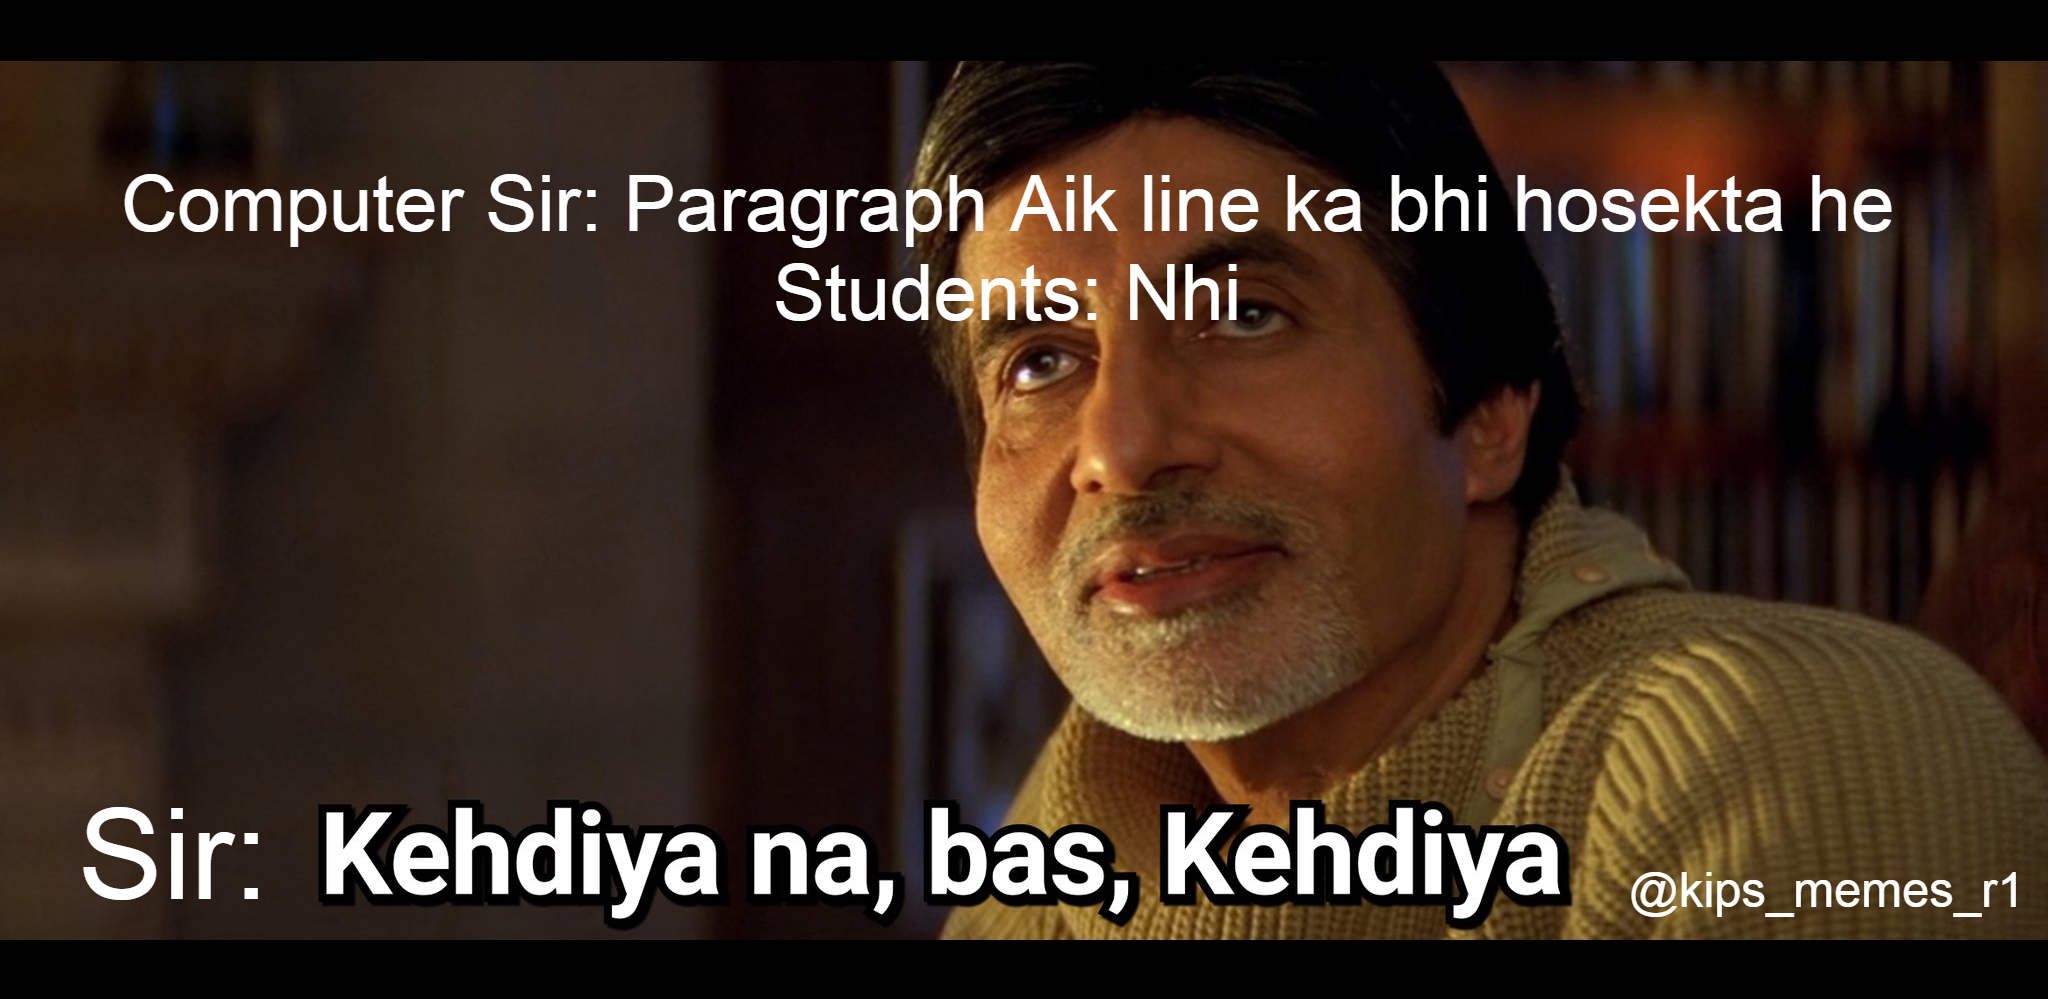 Computer Sir: Paragraph Aik line ka bhi hosekta he
Students: Nhi
Sir: Kehdiya na, bas, Kehdiya
@kips_memes_r1